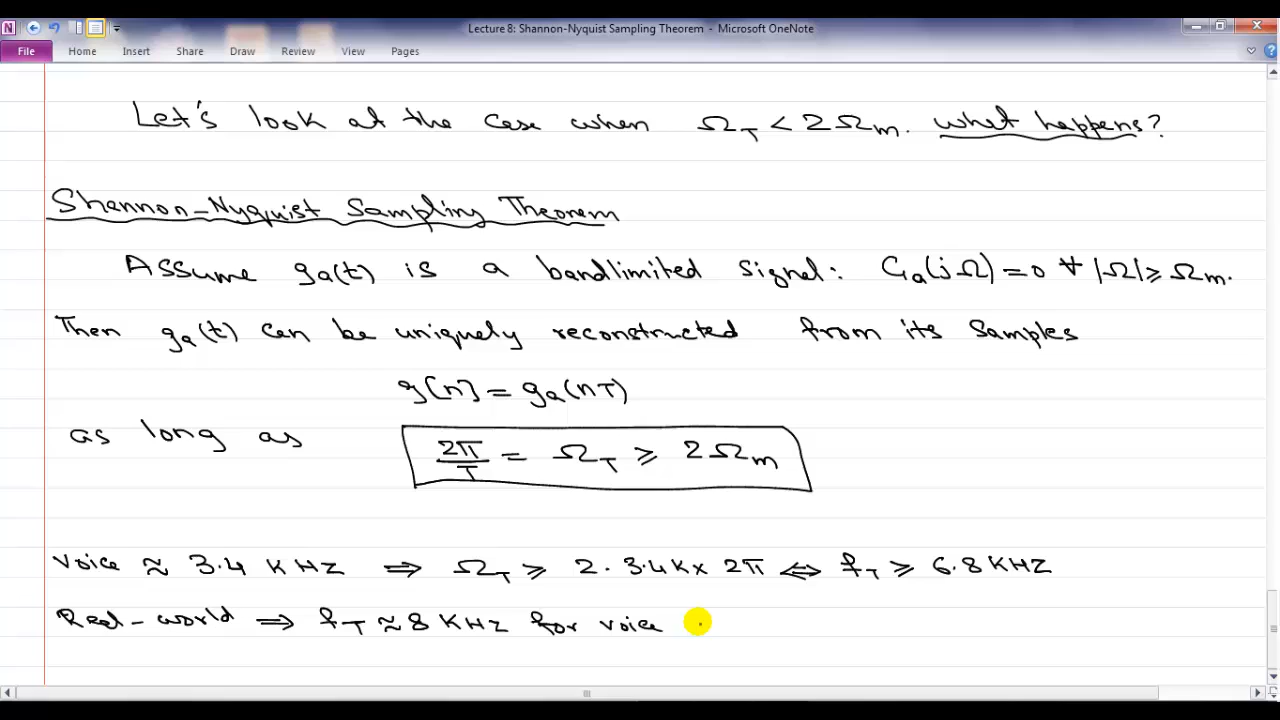 Lecture 8: Shannon-Nyquist Sampling Theorem - Microsoft OneNote
File Home Insert Share Draw Review View Pages
Let's look at the case when Ω_T < 2Ω_m. what happens?
Shannon-Nyquist Sampling Theorem
Assume g_a(t) is a bandlimited signal: G_a(jΩ) = 0 ∀ |Ω| ≥ Ω_m.
Then g_a(t) can be uniquely reconstructed from its samples
g[n] = g_a(nT)
as long as 2π/T = Ω_T ≥ 2Ω_m
Voice ≈ 3.4 KHZ ⇒ Ω_T ≥ 2. 3.4K x 2π ⇔ f_T ≥ 6.8 KHZ
Real-world ⇒ f_T ≈ 8 KHZ for voice